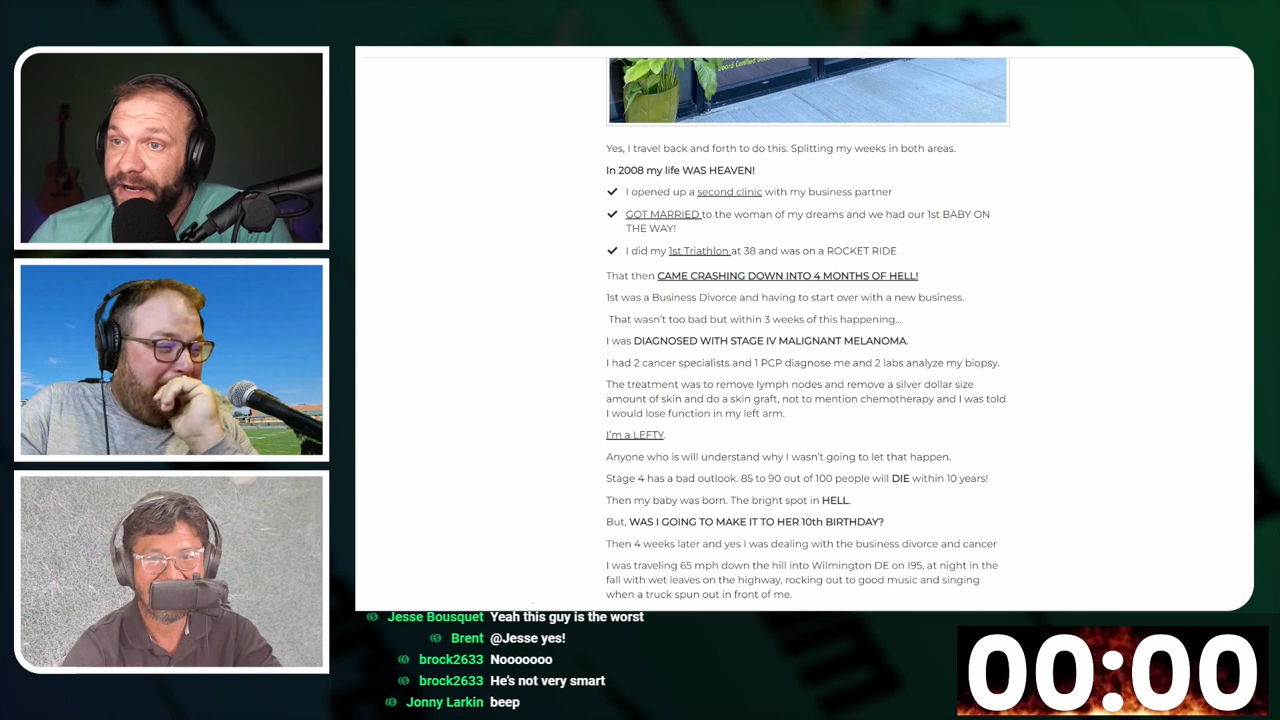 Yes, I travel back and forth to do this. Splitting my weeks in both areas.
In 2008 my life WAS HEAVEN!
I opened up a second clinic with my business partner
GOT MARRIED to the woman of my dreams and we had our 1st BABY ON
THE WAY!
I did my 1st Triathlon at 38 and was on a ROCKET RIDE
That then CAME CRASHING DOWN INTO 4 MONTHS OF HELL!
1st was a Business Divorce and having to start over with a new business.
That wasn't too bad but within 3 weeks of this happening...
I was DIAGNOSED WITH STAGE IV MALIGNANT MELANOMA.
I had 2 cancer specialists and 1 PCP diagnose me and 2 labs analyze my biopsy.
The treatment was to remove lymph nodes and remove a silver dollar size
amount of skin and do a skin graft, not to mention chemotherapy and I was told
I would lose function in my left arm.
I'm a LEFTY.
Anyone who is will understand why I wasn't going to let that happen.
Stage 4 has a bad outlook. 85 to 90 out of 100 people will DIE within 10 years!
Then my baby was born. The bright spot in HELL.
But, WAS I GOING TO MAKE IT TO HER 10th BIRTHDAY?
Then 4 weeks later and yes I was dealing with the business divorce and cancer
I was traveling 65 mph down the hill into Wilmington DE on I95, at night in the
fall with wet leaves on the highway, rocking out to good music and singing
when a truck spun out in front of me.
Jesse Bousquet Yeah this guy is the worst
Brent @Jesse yes!
brock2633 Nooooooo
brock2633 He's not very smart
Jonny Larkin beep
00:00